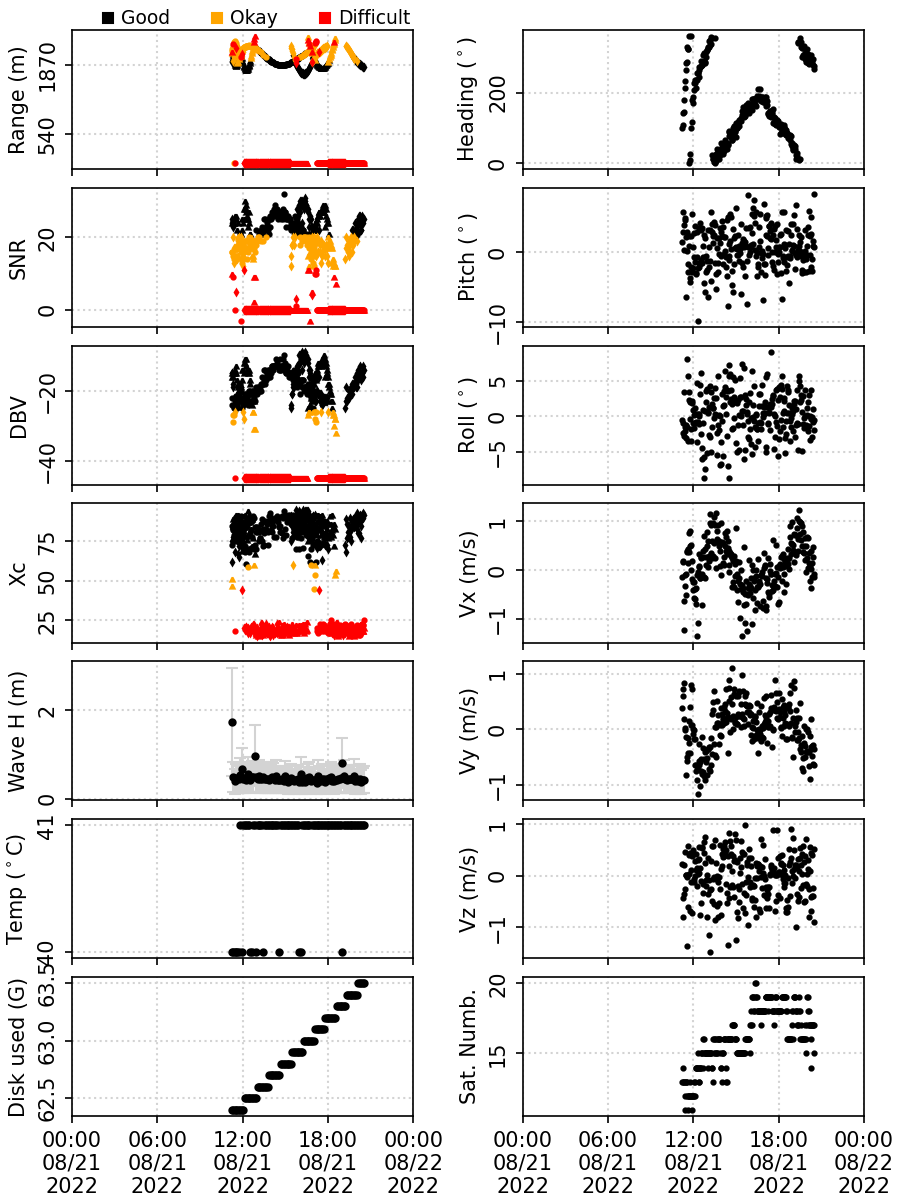 Good Okay Difficult
Range (m)
1870
540
Heading (°)
200
0
SNR
20
0
Pitch (°)
0
−10
DBV
−20
−40
Roll (°)
5
0
−5
Xc
75
50
25
Vx (m/s)
1
0
−1
Wave H (m)
2
0
Vy (m/s)
1
0
−1
Temp (°C)
41
40
Vz (m/s)
1
0
−1
Disk used (G)
63.5
63.0
62.5
Sat. Numb.
20
15
00:00 06:00 12:00 18:00 00:00
08/21 08/21 08/21 08/21 08/22
2022 2022 2022 2022 2022
00:00 06:00 12:00 18:00 00:00
08/21 08/21 08/21 08/21 08/22
2022 2022 2022 2022 2022